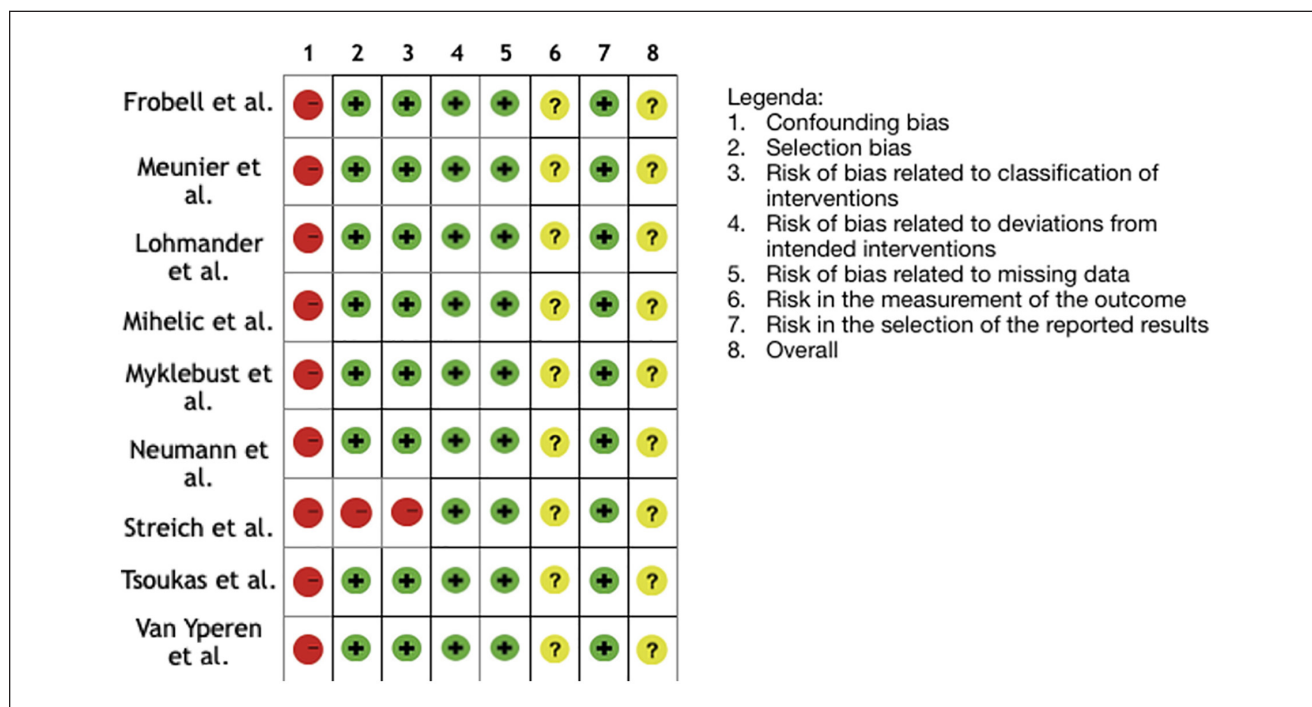 1 2 3 4 5 6 7 8
Frobell et al. - + + + + ? + ?
Meunier et
al. - + + + + ? + ?
Lohmander
et al. - + + + + ? + ?
Mihelic et al. - + + + + ? + ?
Myklebust et
al. - + + + + ? + ?
Neumann et
al. - + + + + ? + ?
Streich et al. - - - + + ? + ?
Tsoukas et al. - + + + + ? + ?
Van Yperen
et al. - + + + + ? + ?
Legenda:
1. Confounding bias
2. Selection bias
3. Risk of bias related to classification of
interventions
4. Risk of bias related to deviations from
intended interventions
5. Risk of bias related to missing data
6. Risk in the measurement of the outcome
7. Risk in the selection of the reported results
8. Overall